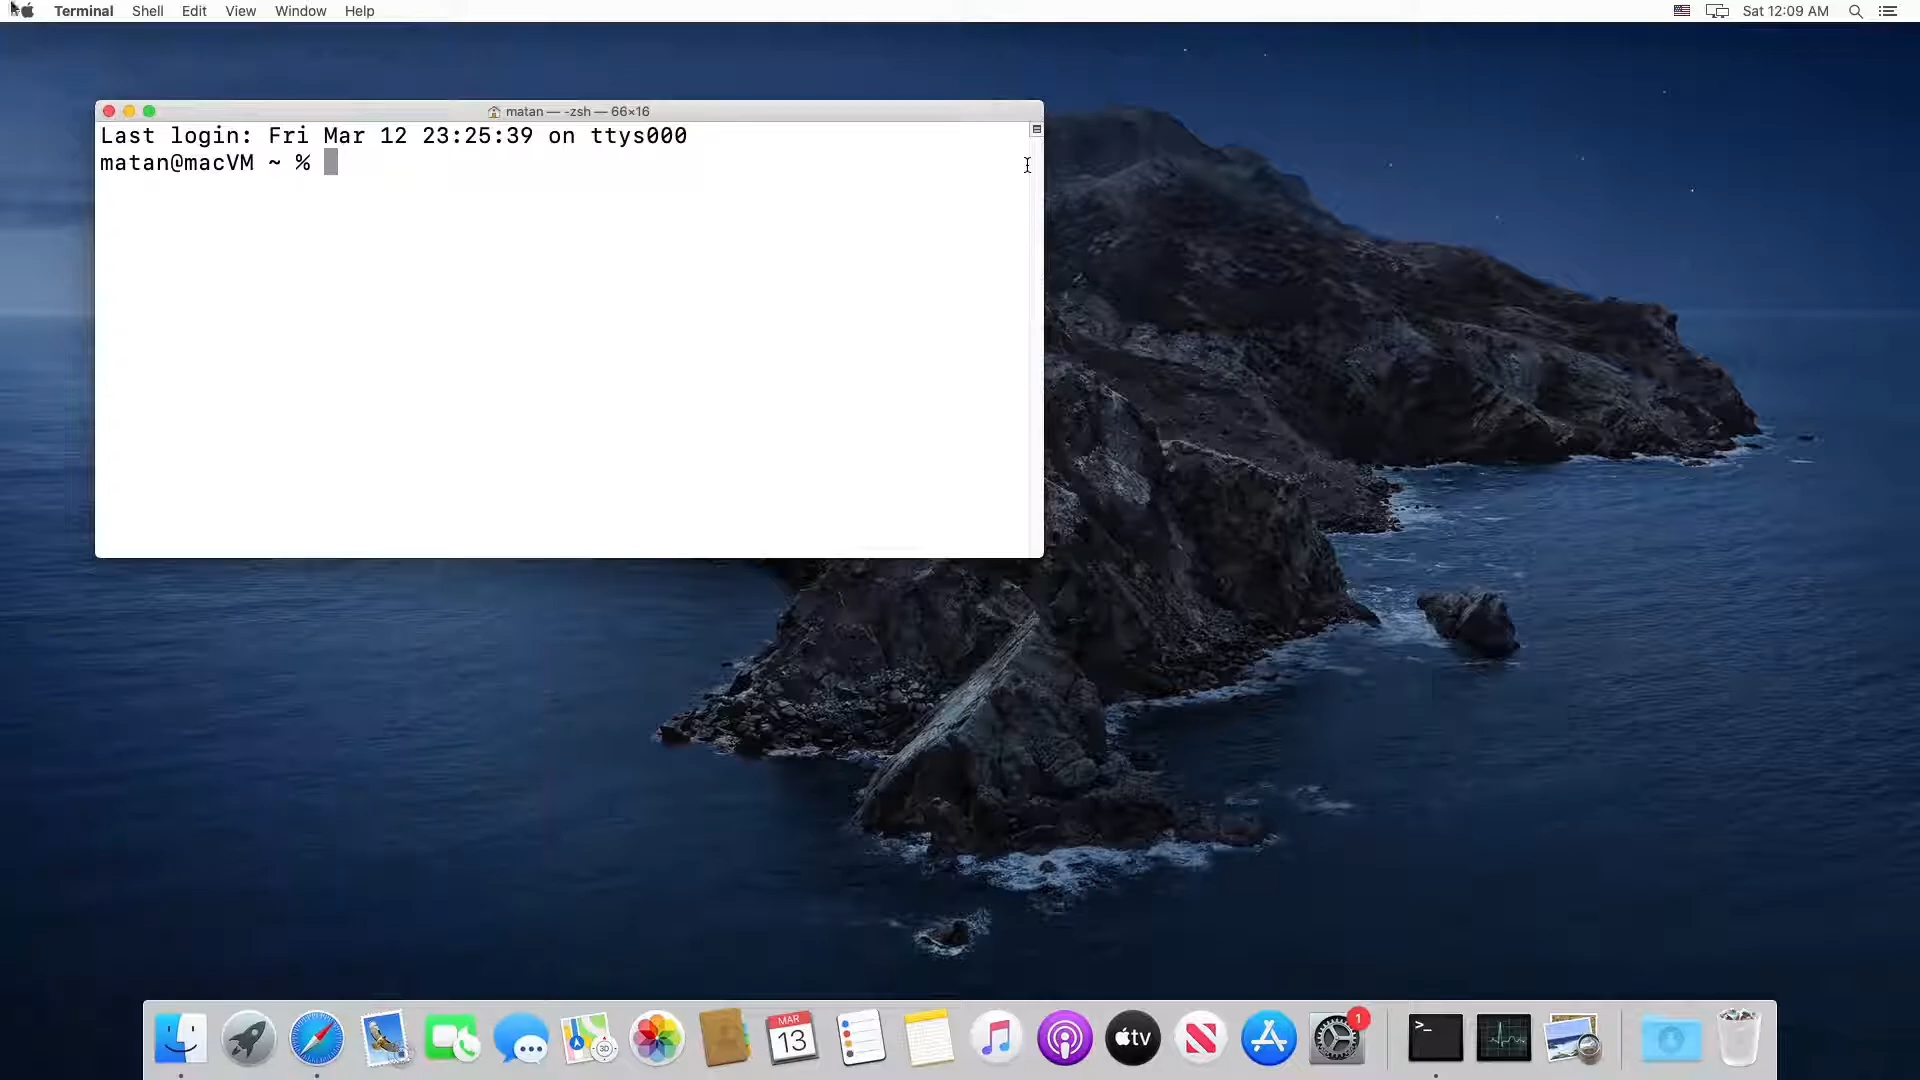 Terminal Shell Edit View Window Help Sat 12:09 AM
matan — -zsh — 66×16
Last login: Fri Mar 12 23:25:39 on ttys000
matan@macVM ~ %
MAR
13
3D
tv
1
>_